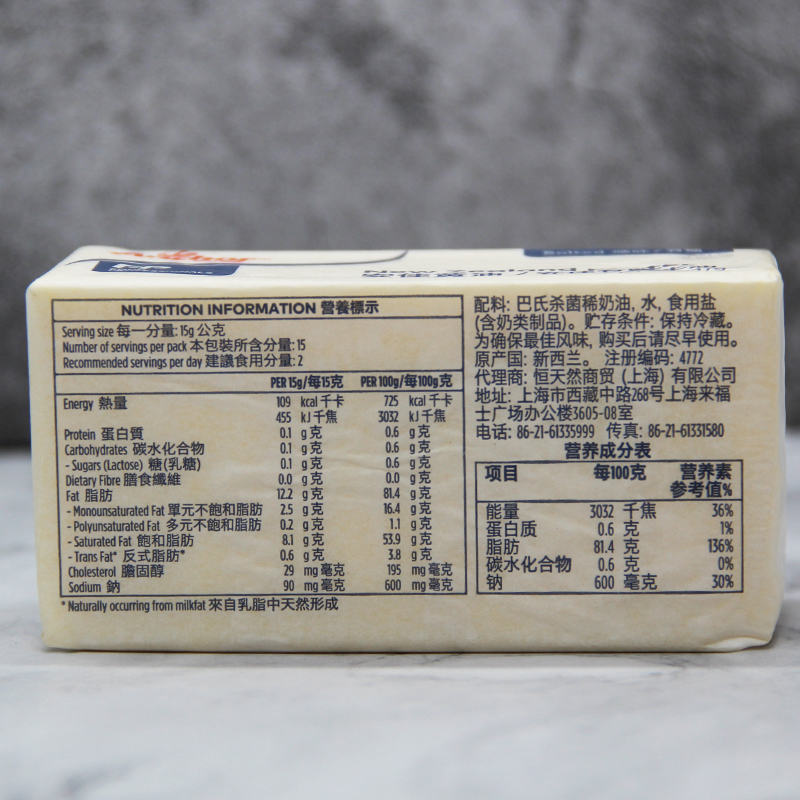 NUTRITION INFORMATION 營養標示
Serving size 每一分量: 15g 公克
Number of servings per pack 本包裝所含分量: 15
Recommended servings per day 建議食用分量: 2
PER 15g/每15克 PER 100g/每100g克
Energy 熱量 109 kcal 千卡 725 kcal 千卡
455 kJ 千焦 3032 kJ 千焦
Protein 蛋白質 0.1 g 克 0.6 g 克
Carbohydrates 碳水化合物 0.1 g 克 0.6 g 克
- Sugars (Lactose) 糖(乳糖) 0.1 g 克 0.6 g 克
Dietary Fibre 膳食纖維 0.0 g 克 0.0 g 克
Fat 脂肪 12.2 g 克 81.4 g 克
- Monounsaturated Fat 單元不飽和脂肪 2.5 g 克 16.4 g 克
- Polyunsaturated Fat 多元不飽和脂肪 0.2 g 克 1.1 g 克
- Saturated Fat 飽和脂肪 8.1 g 克 53.9 g 克
- Trans Fat* 反式脂肪* 0.6 g 克 3.8 g 克
Cholesterol 膽固醇 29 mg 毫克 195 mg 毫克
Sodium 鈉 90 mg 毫克 600 mg 毫克
* Naturally occurring from milkfat 來自乳脂中天然形成
配料: 巴氏杀菌稀奶油, 水, 食用盐
(含奶类制品)。贮存条件: 保持冷藏。
为确保最佳风味, 购买后请尽早使用。
原产国: 新西兰。 注册编码: 4772
代理商: 恒天然商贸 (上海) 有限公司
地址: 上海市西藏中路268号上海来福
士广场办公楼3605-08室
电话: 86-21-61335999 传真: 86-21-61331580
营养成分表
项目 每100克 营养素
参考值%
能量 3032 千焦 36%
蛋白质 0.6 克 1%
脂肪 81.4 克 136%
碳水化合物 0.6 克 0%
钠 600 毫克 30%